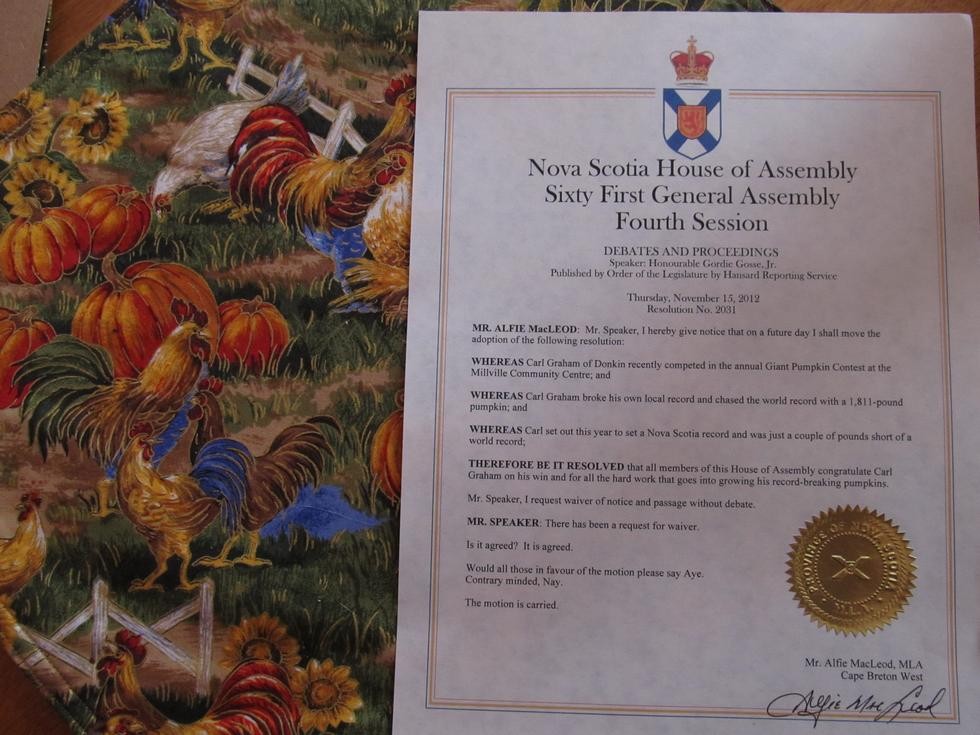 Nova Scotia House of Assembly
Sixty First General Assembly
Fourth Session
DEBATES AND PROCEEDINGS
Speaker: Honourable Gordie Gosse, Jr.
Published by Order of the Legislature by Hansard Reporting Service
Thursday, November 15, 2012
Resolution No. 2031
MR. ALFIE MacLEOD: Mr. Speaker, I hereby give notice that on a future day I shall move the
adoption of the following resolution:
WHEREAS Carl Graham of Donkin recently competed in the annual Giant Pumpkin Contest at the
Millville Community Centre; and
WHEREAS Carl Graham broke his own local record and chased the world record with a 1,811-pound
pumpkin; and
WHEREAS Carl set out this year to set a Nova Scotia record and was just a couple of pounds short of a
world record;
THEREFORE BE IT RESOLVED that all members of this House of Assembly congratulate Carl
Graham on his win and for all the hard work that goes into growing his record-breaking pumpkins.
Mr. Speaker, I request waiver of notice and passage without debate.
MR. SPEAKER: There has been a request for waiver.
Is it agreed? It is agreed.
Would all those in favour of the motion please say Aye.
Contrary minded, Nay.
The motion is carried.
PROVINCE OF NOVA SCOTIA
Mr. Alfie MacLeod, MLA
Cape Breton West
Alfie MacLeod